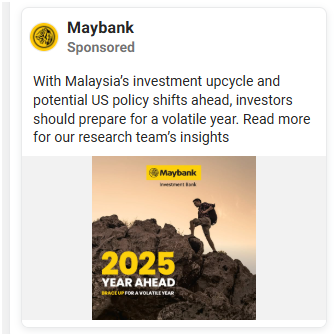 Maybank
Sponsored
With Malaysia's investment upcycle and
potential US policy shifts ahead, investors
should prepare for a volatile year. Read more
for our research team's insights
Maybank
Investment Bank
2025
YEAR AHEAD
BRACE UP FOR A VOLATILE YEAR